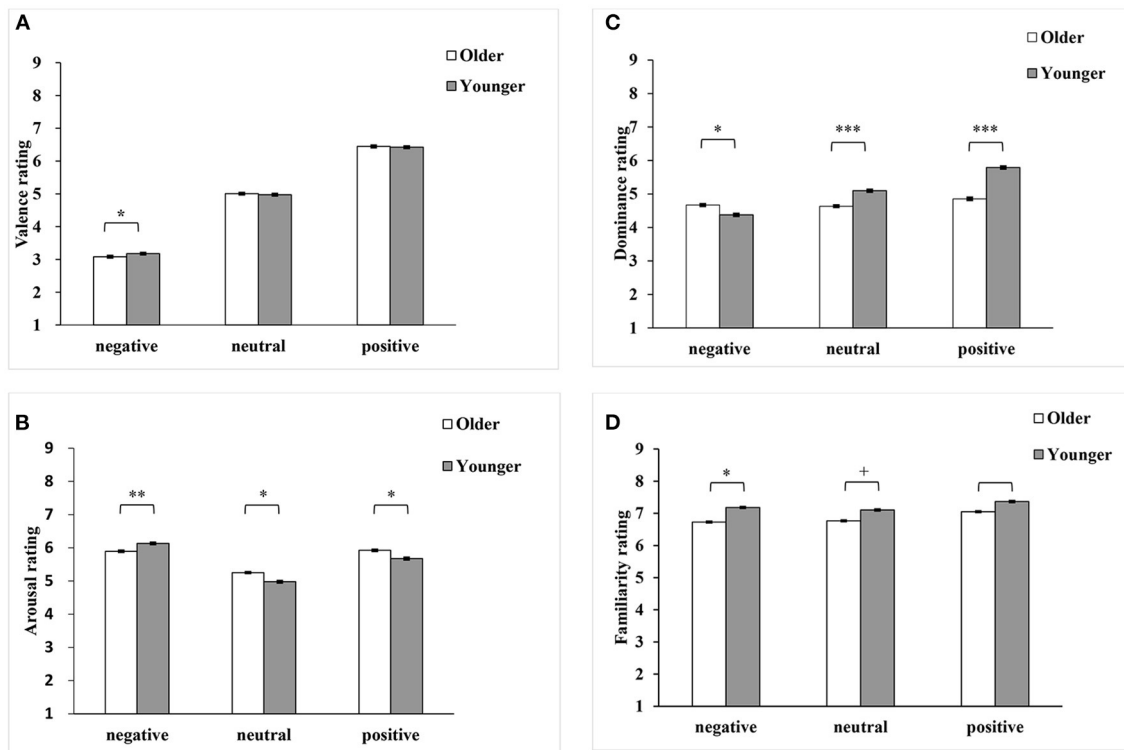 A
Older
Younger
9
8
7
6
5
4
3
2
1
Valence rating
*
negative neutral positive
C
Older
Younger
9
8
7
6
5
4
3
2
1
Dominance rating
* *** ***
negative neutral positive
B
Older
Younger
9
8
7
6
5
4
3
2
1
Arousal rating
** * *
negative neutral positive
D
Older
Younger
9
8
7
6
5
4
3
2
1
Familiarity rating
* +
negative neutral positive